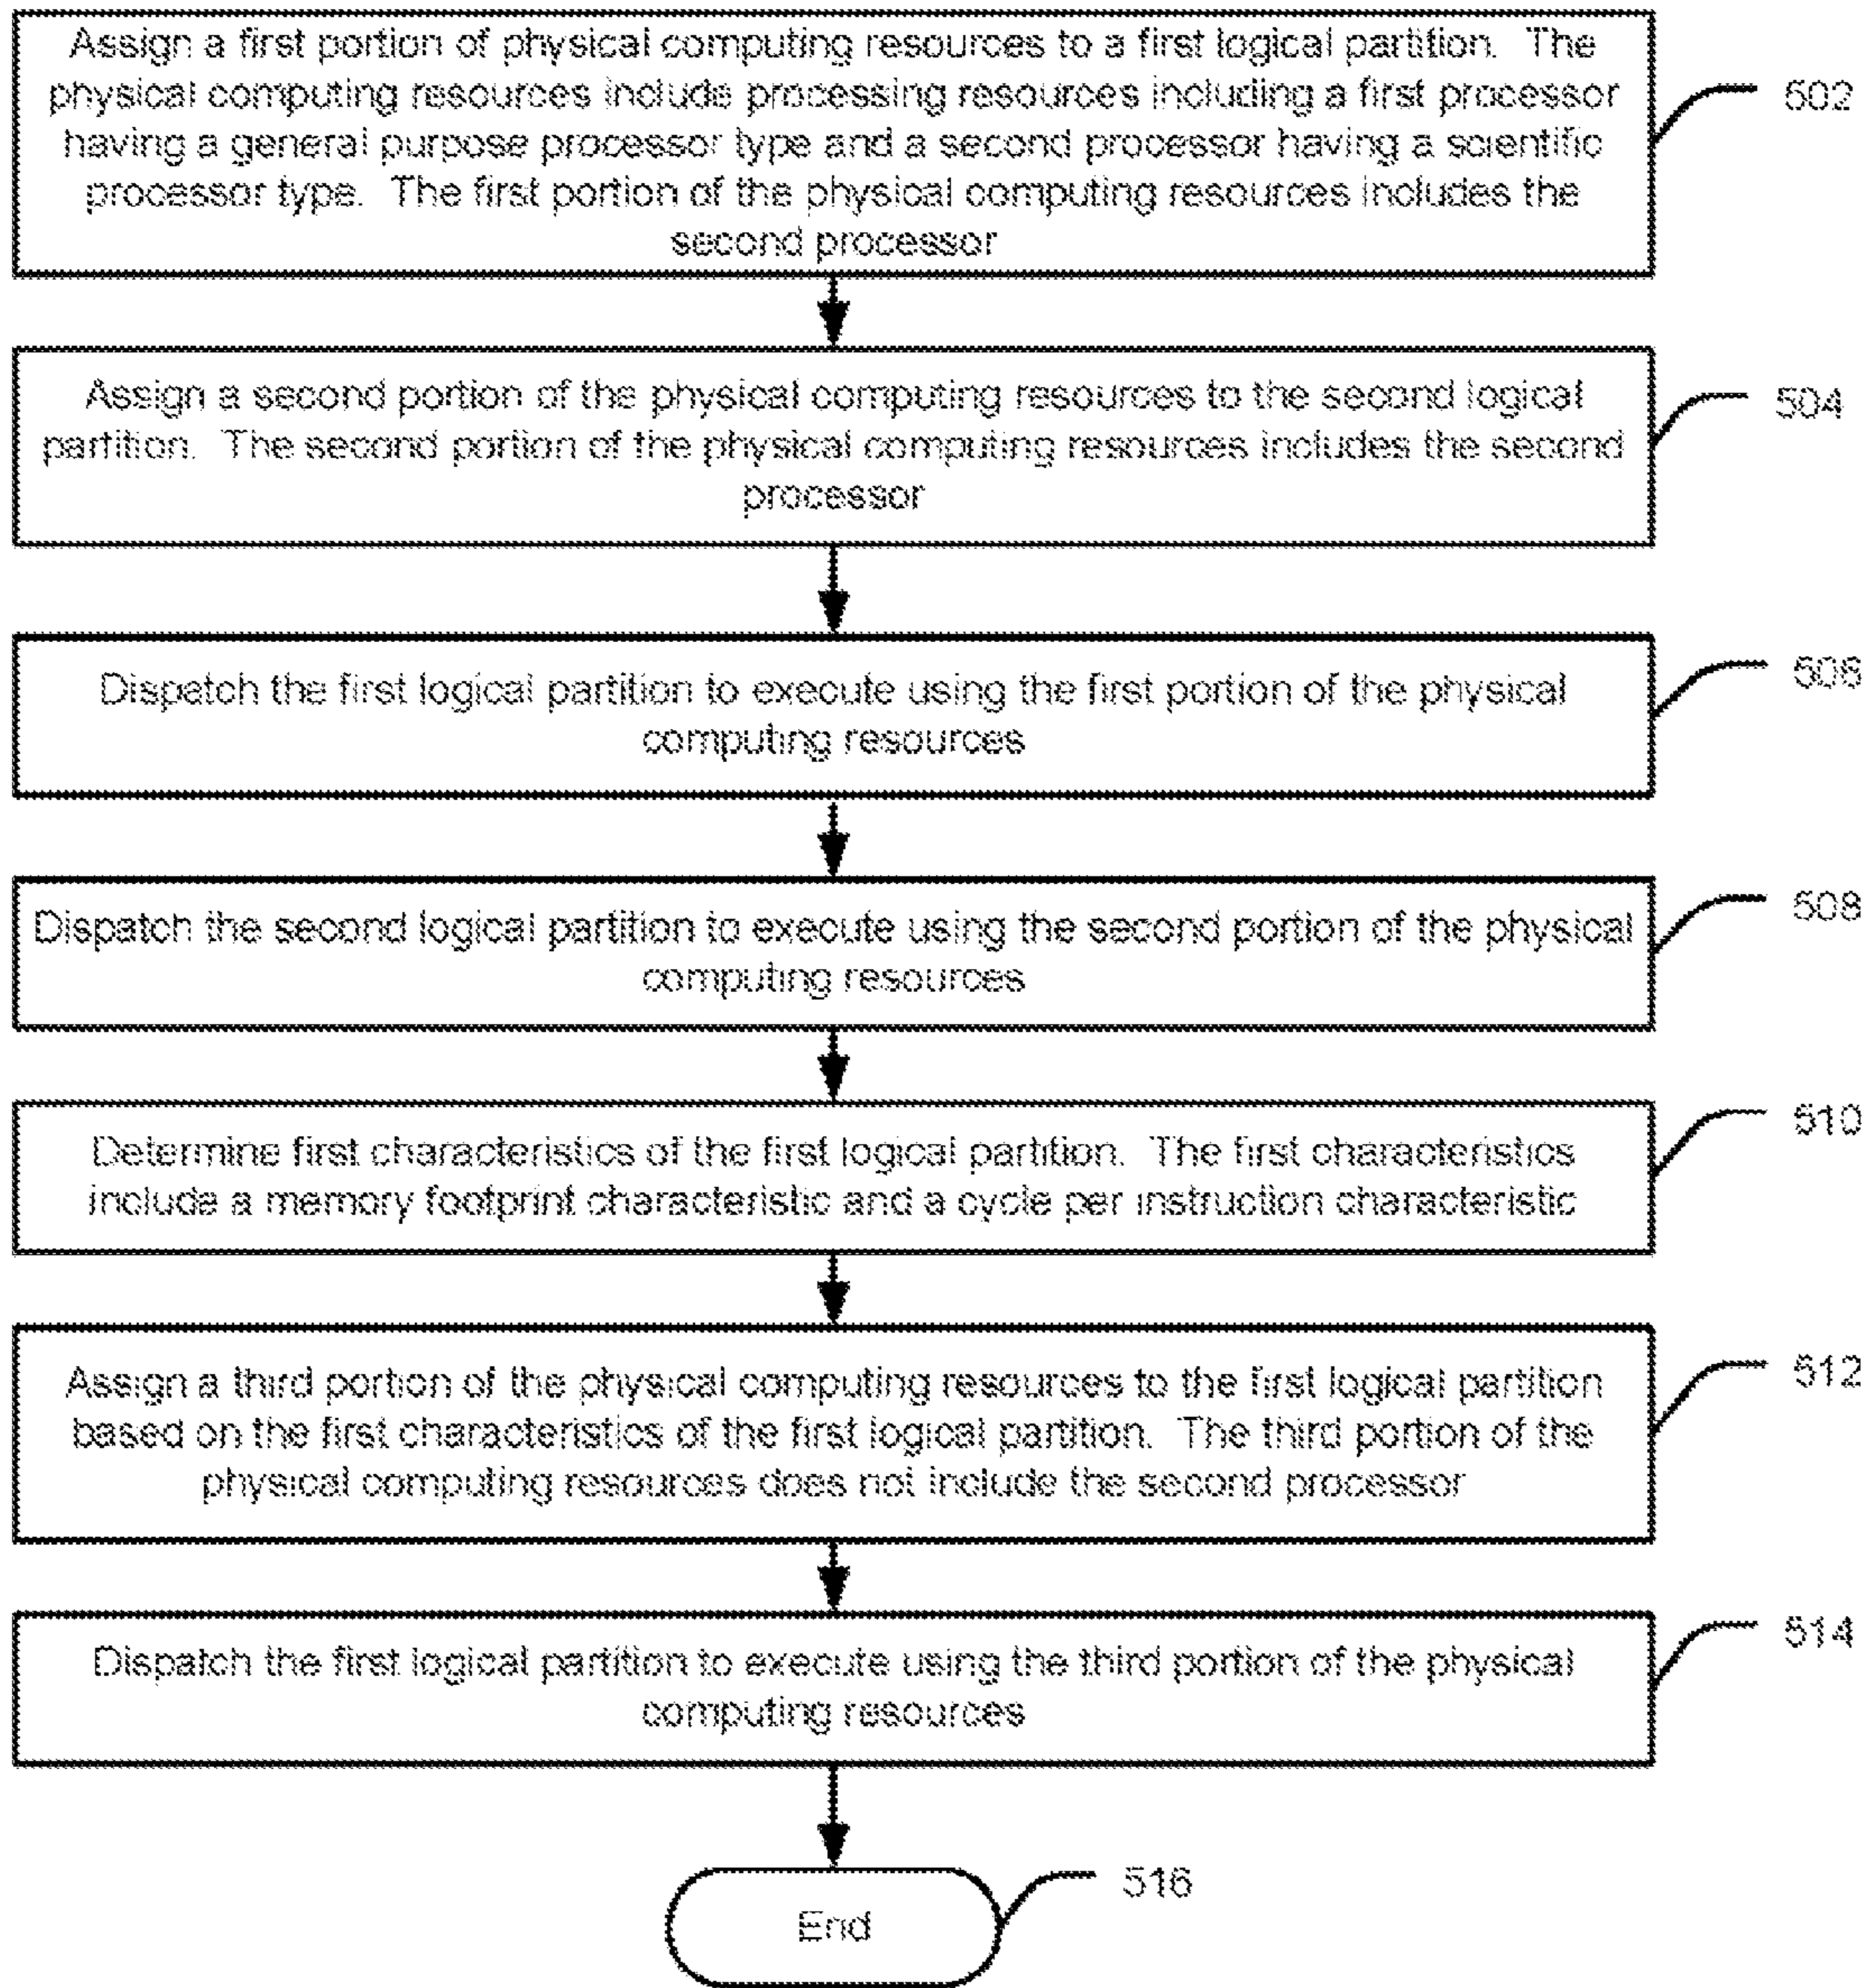 Assign a first portion of physical computing resources to a first logical partition. The
physical computing resources include processing resources including a first processor
having a general purpose processor type and a second processor having a scientific
processor type. The first portion of the physical computing resources includes the
second processor
502
Assign a second portion of the physical computing resources to the second logical
partition. The second portion of the physical computing resources includes the second
processor
504
Dispatch the first logical partition to execute using the first portion of the physical
computing resources
506
Dispatch the second logical partition to execute using the second portion of the physical
computing resources
508
Determine first characteristics of the first logical partition. The first characteristics
include a memory footprint characteristic and a cycle per instruction characteristic
510
Assign a third portion of the physical computing resources to the first logical partition
based on the first characteristics of the first logical partition. The third portion of the
physical computing resources does not include the second processor
512
Dispatch the first logical partition to execute using the third portion of the physical
computing resources
514
End
516